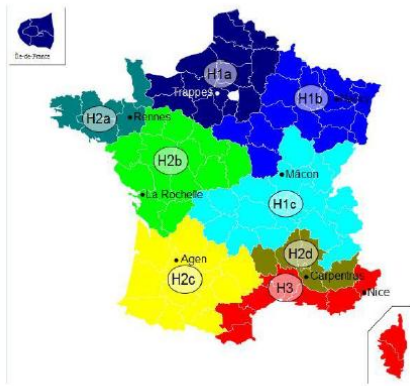 Île-de-France
H1a
Trappes
H1b
H2a
Rennes
H2b
Mâcon
La Rochelle
H1c
H2d
Agen
Carpentras
H2c
H3
Nice